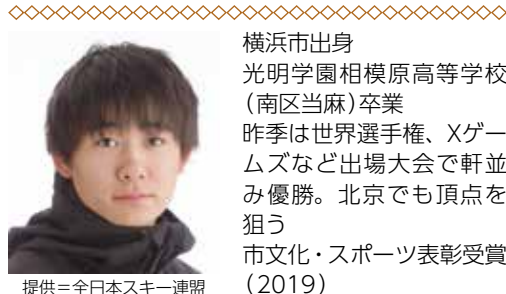 横浜市出身
光明学園相模原高等学校
（南区当麻）卒業
昨季は世界選手権、Xゲー
ムズなど出場大会で軒並
み優勝。北京でも頂点を
狙う
市文化・スポーツ表彰受賞
（2019）
提供＝全日本スキー連盟